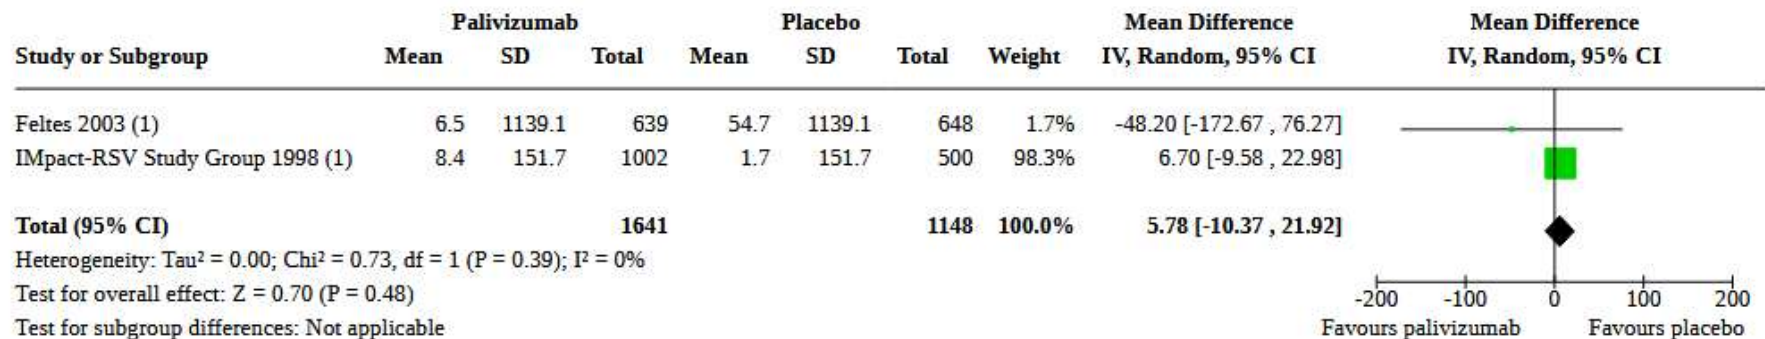 Palivizumab Placebo Mean Difference Mean Difference
Study or Subgroup Mean SD Total Mean SD Total Weight IV, Random, 95% CI IV, Random, 95% CI
Feltes 2003 (1) 6.5 1139.1 639 54.7 1139.1 648 1.7% -48.20 [-172.67 , 76.27]
IMpact-RSV Study Group 1998 (1) 8.4 151.7 1002 1.7 151.7 500 98.3% 6.70 [-9.58 , 22.98]
Total (95% CI) 1641 1148 100.0% 5.78 [-10.37 , 21.92]
Heterogeneity: Tau² = 0.00; Chi² = 0.73, df = 1 (P = 0.39); I² = 0%
Test for overall effect: Z = 0.70 (P = 0.48)
Test for subgroup differences: Not applicable
-200 -100 0 100 200
Favours palivizumab Favours placebo